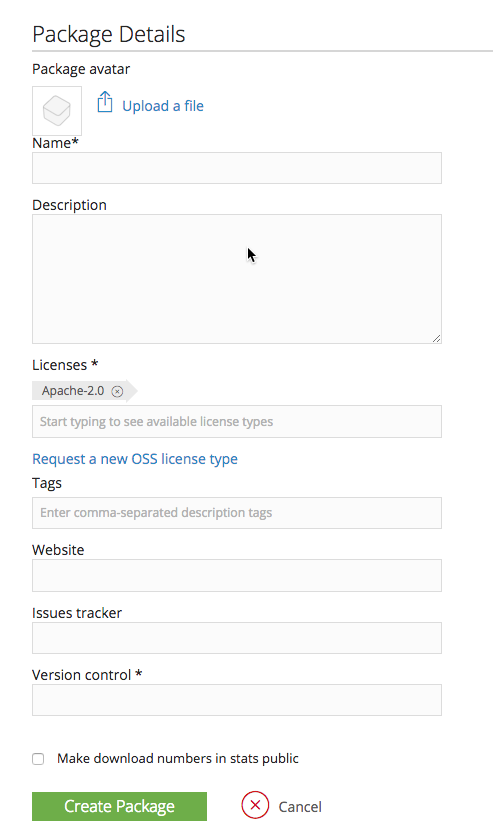 Package Details
Package avatar
Upload a file
Name*
Description
Licenses *
Apache-2.0
Start typing to see available license types
Request a new OSS license type
Tags
Enter comma-separated description tags
Website
Issues tracker
Version control *
Make download numbers in stats public
Create Package
Cancel